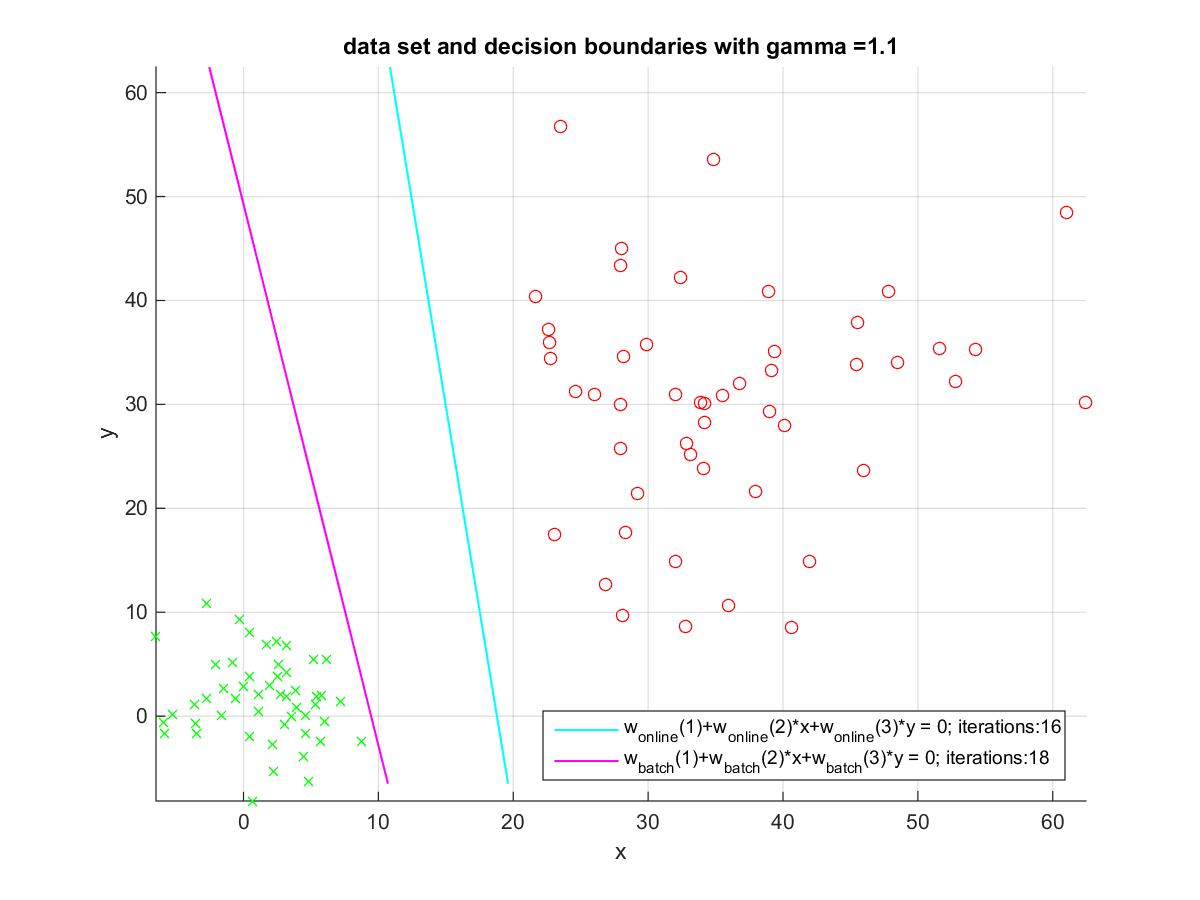 data set and decision boundaries with gamma =1.1
60
50
40
30
20
10
0
y
w_online(1)+w_online(2)*x+w_online(3)*y = 0; iterations:16
w_batch(1)+w_batch(2)*x+w_batch(3)*y = 0; iterations:18
0 10 20 30 40 50 60
x